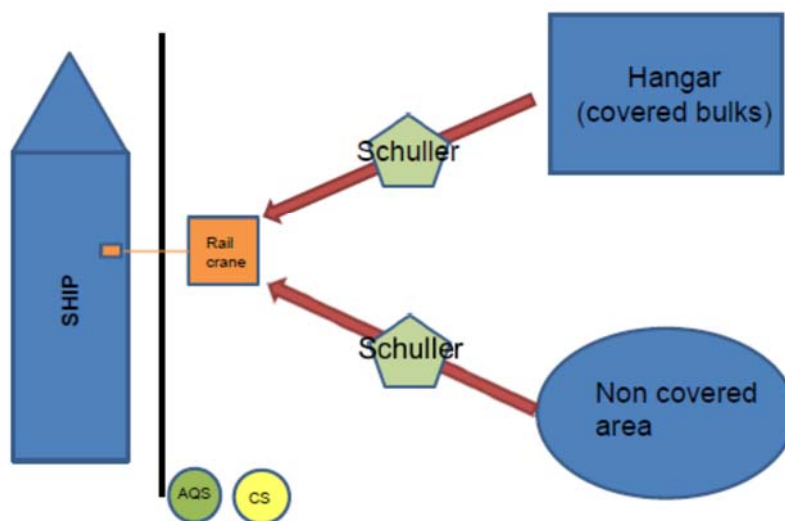 Hangar
(covered bulks)
Schuller
Rail
crane
SHIP
Schuller
Non covered
area
AQS
CS